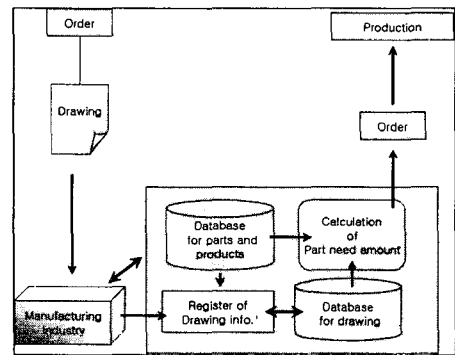 Order
Production
Drawing
Order
Database
for parts and
products
Calculation
of
Part need amount
Manufacturing
Industry
Register of
Drawing info.'
Database
for drawing